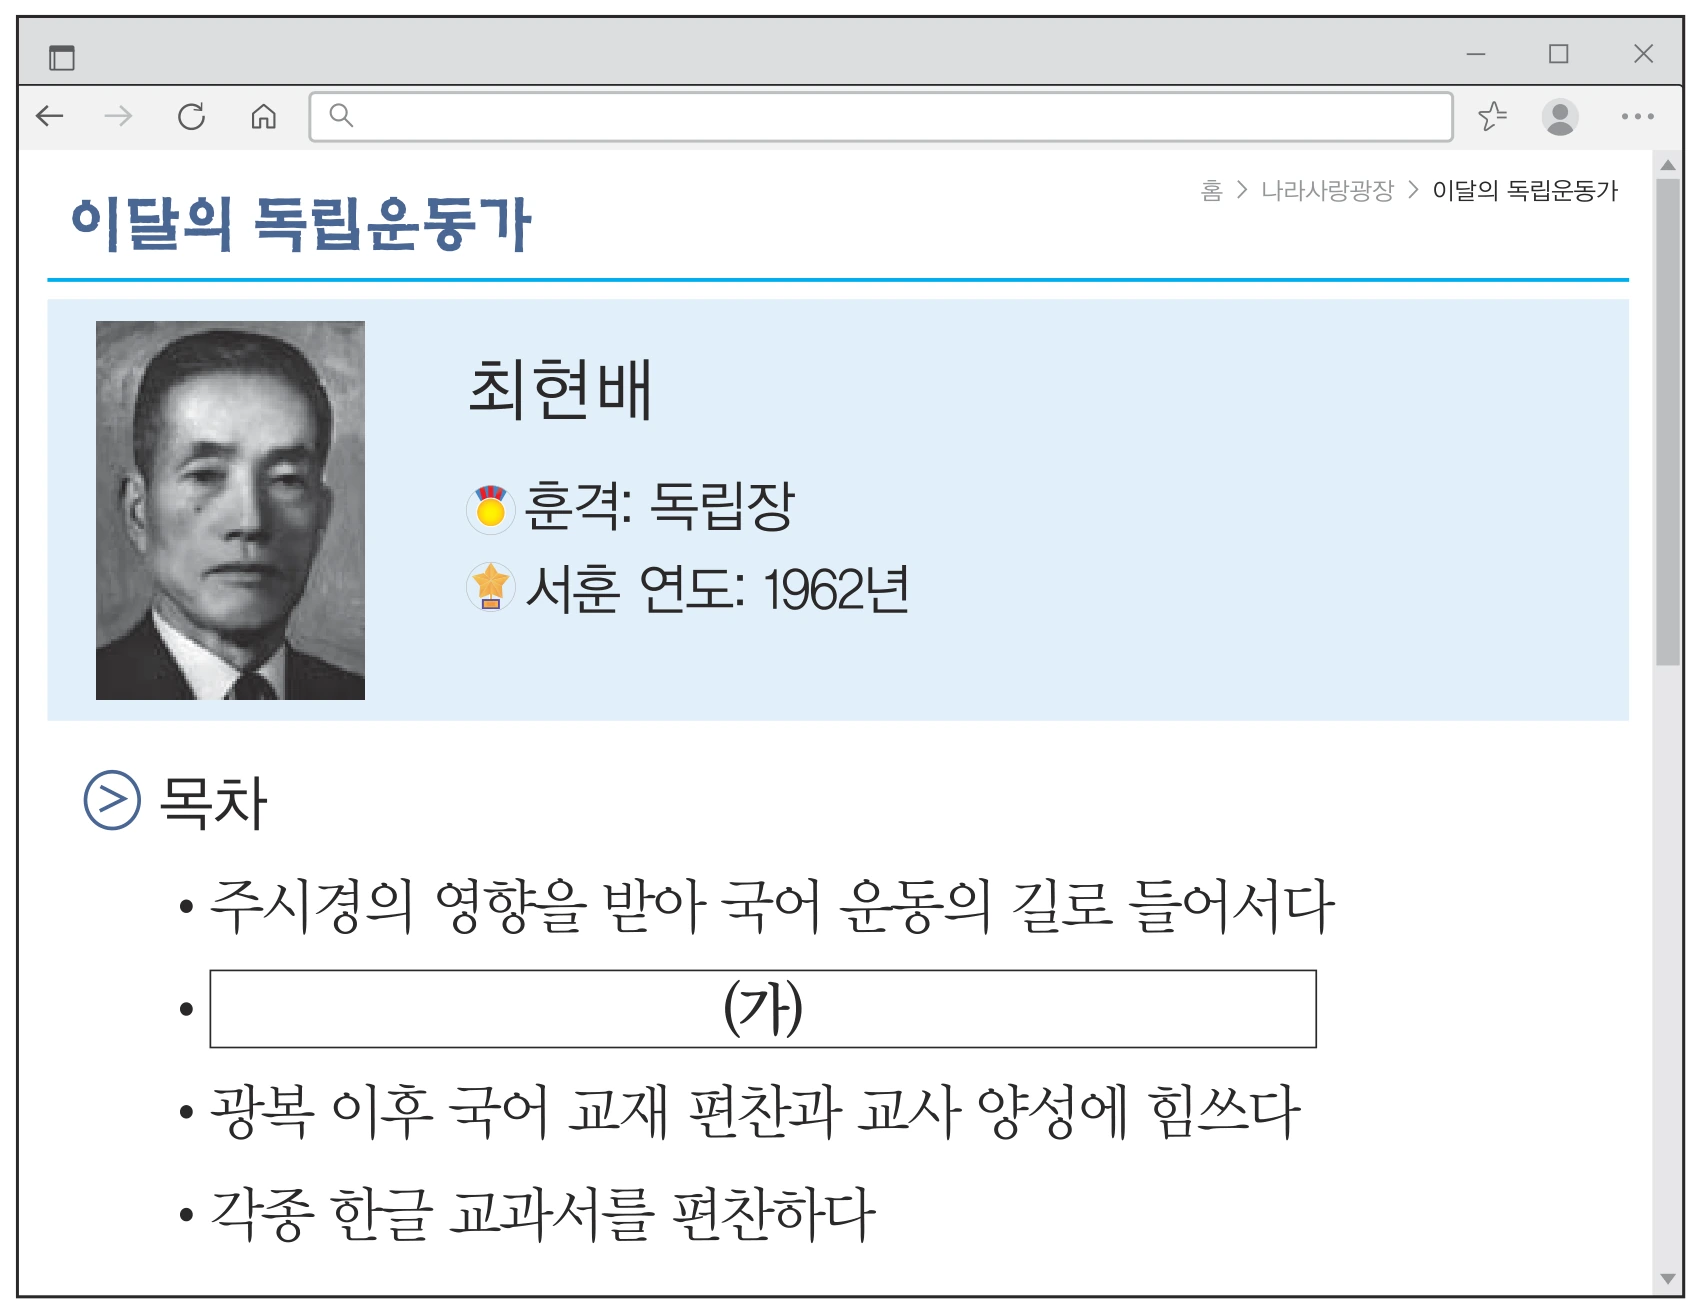 홈 > 나라사랑광장 > 이달의 독립운동가
이달의 독립운동가
최현배
훈격: 독립장
서훈 연도: 1962년
목차
• 주시경의 영향을 받아 국어 운동의 길로 들어서다
• (가)
• 광복 이후 국어 교재 편찬과 교사 양성에 힘쓰다
• 각종 한글 교과서를 편찬하다